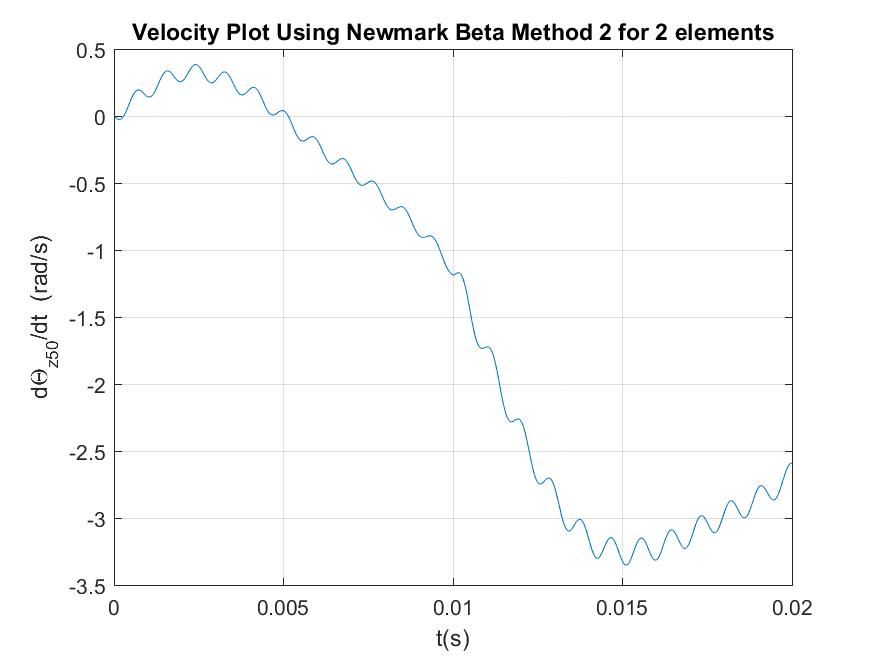 Velocity Plot Using Newmark Beta Method 2 for 2 elements
0.5
0
-0.5
-1
-1.5
-2
-2.5
-3
-3.5
dΘz50/dt (rad/s)
0 0.005 0.01 0.015 0.02
t(s)